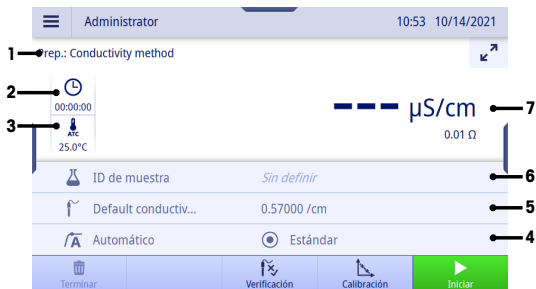 Administrator 10:53 10/14/2021
1 Prep.: Conductivity method
2 00:00:00
--- µS/cm 7
0.01 Ω
3 ATC
25.0°C
ID de muestra Sin definir 6
Default conductiv... 0.57000 /cm 5
A Automático Estándar 4
Terminar Verificación Calibración Iniciar